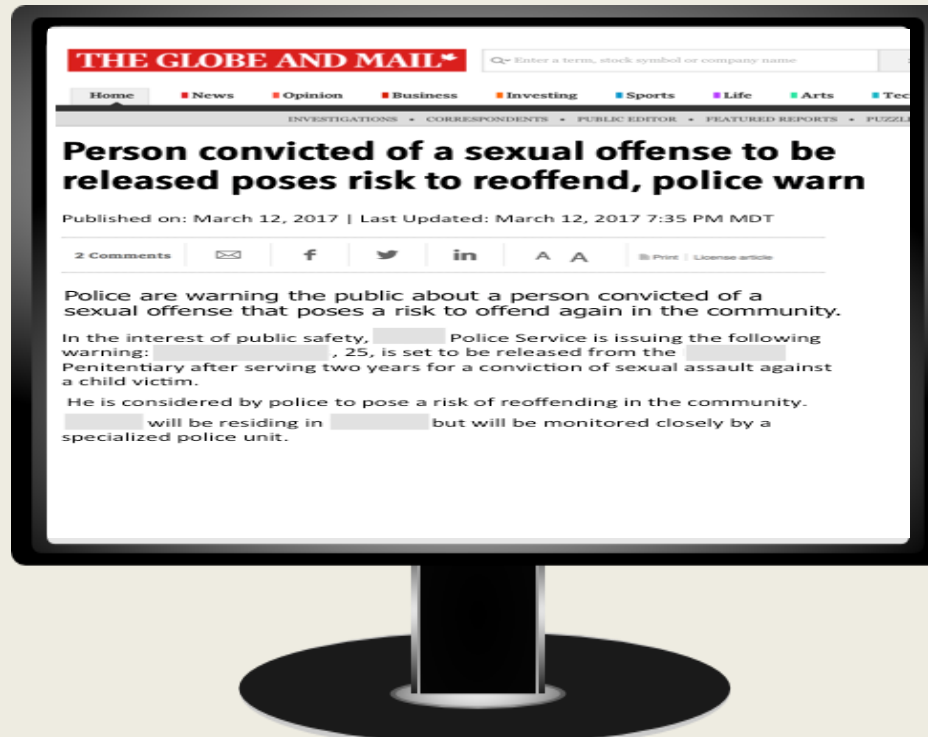 THE GLOBE AND MAIL
Enter a term, stock symbol or company name
Home News Opinion Business Investing Sports Life Arts Tec
INVESTIGATIONS • CORRESPONDENTS • PUBLIC EDITOR • FEATURED REPORTS • PUZZL
Person convicted of a sexual offense to be
released poses risk to reoffend, police warn
Published on: March 12, 2017 | Last Updated: March 12, 2017 7:35 PM MDT
2 Comments f in A A Print | License article
Police are warning the public about a person convicted of a
sexual offense that poses a risk to offend again in the community.
In the interest of public safety, Police Service is issuing the following
warning: , 25, is set to be released from the
Penitentiary after serving two years for a conviction of sexual assault against
a child victim.
He is considered by police to pose a risk of reoffending in the community.
will be residing in but will be monitored closely by a
specialized police unit.